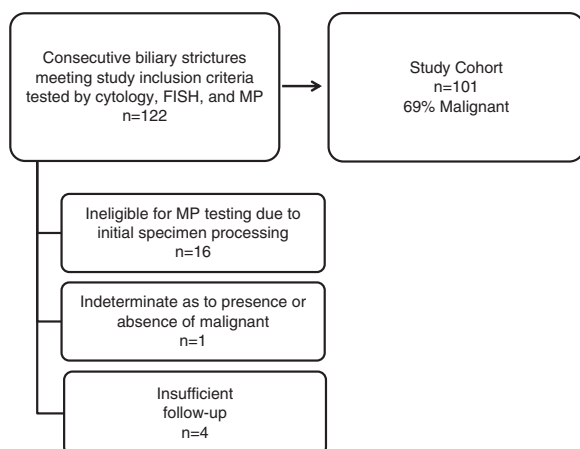 Consecutive biliary strictures
meeting study inclusion criteria
tested by cytology, FISH, and MP
n=122
Study Cohort
n=101
69% Malignant
Ineligible for MP testing due to
initial specimen processing
n=16
Indeterminate as to presence or
absence of malignant
n=1
Insufficient
follow-up
n=4